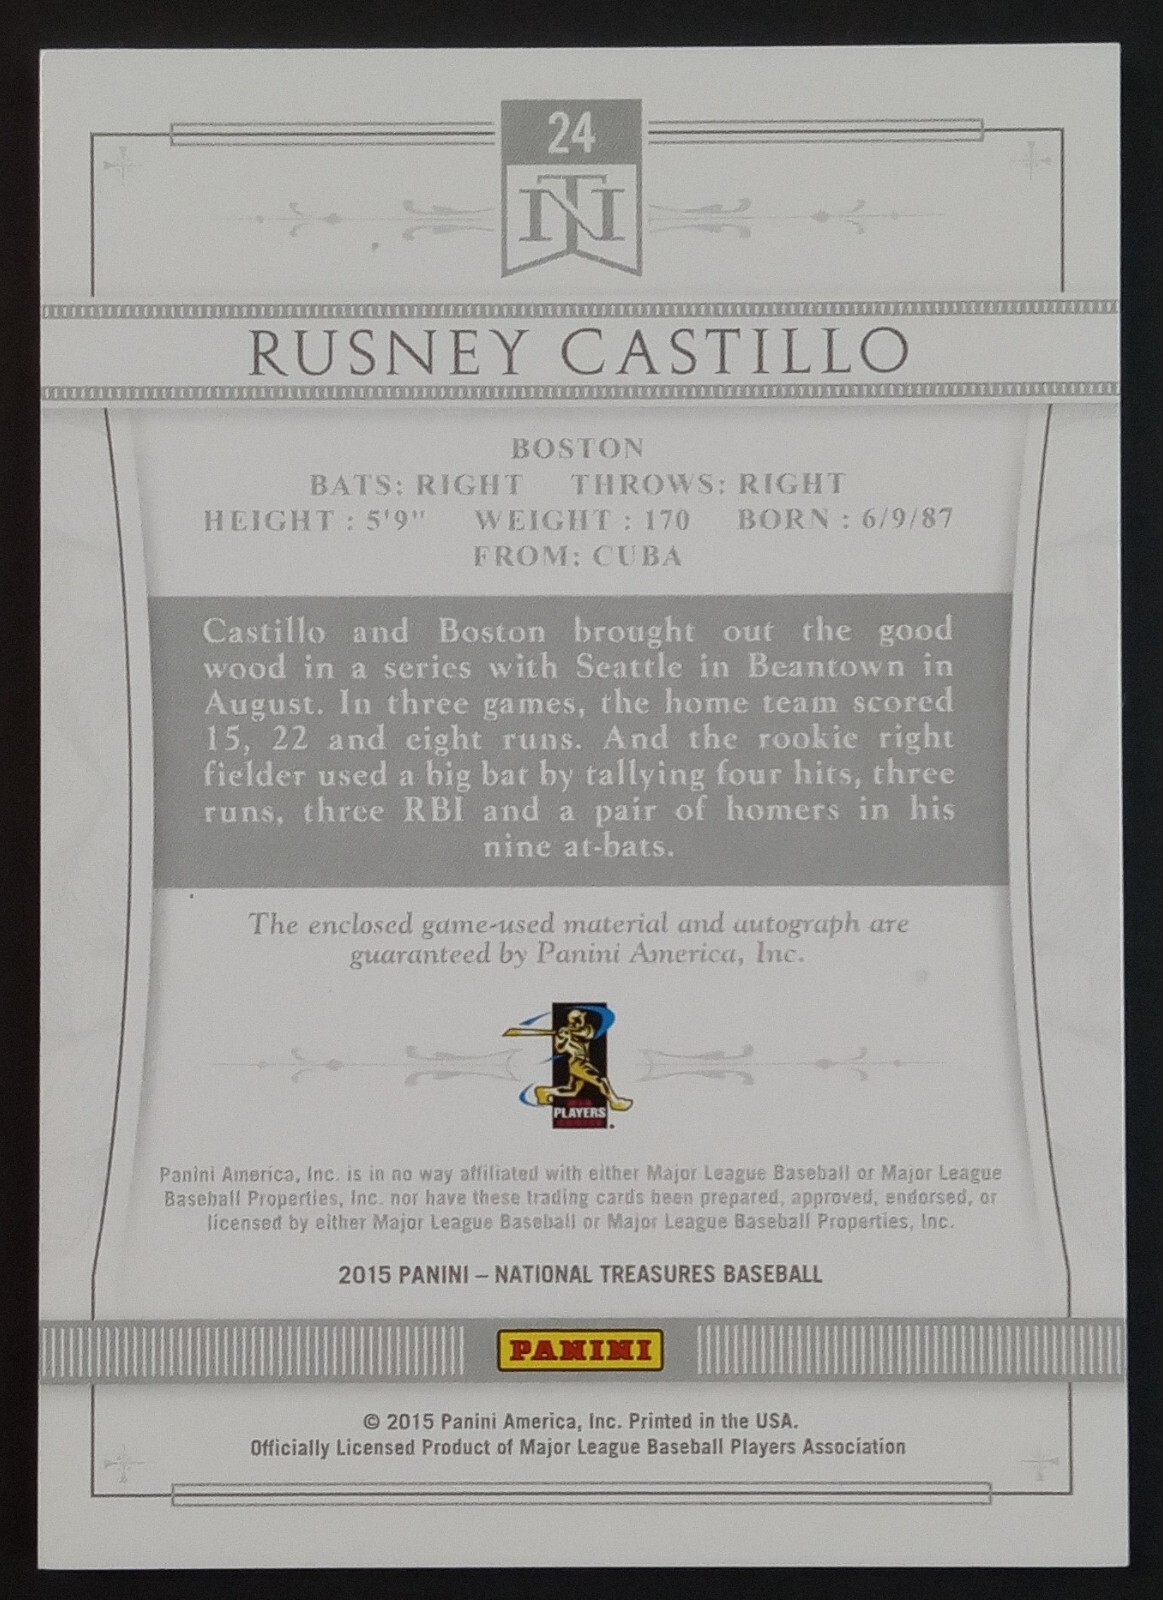 24
NT
RUSNEY CASTILLO
BOSTON
BATS: RIGHT THROWS: RIGHT
HEIGHT : 5'9" WEIGHT : 170 BORN : 6/9/87
FROM: CUBA
Castillo and Boston brought out the good
wood in a series with Seattle in Beantown in
August. In three games, the home team scored
15, 22 and eight runs. And the rookie right
fielder used a big bat by tallying four hits, three
runs, three RBI and a pair of homers in his
nine at-bats.
The enclosed game-used material and autograph are
guaranteed by Panini America, Inc.
PLAYERS
Panini America, Inc. is in no way affiliated with either Major League Baseball or Major League
Baseball Properties, Inc. nor have these trading cards been prepared, approved, endorsed, or
licensed by either Major League Baseball or Major League Baseball Properties, Inc.
2015 PANINI – NATIONAL TREASURES BASEBALL
PANINI
© 2015 Panini America, Inc. Printed in the USA.
Officially Licensed Product of Major League Baseball Players Association